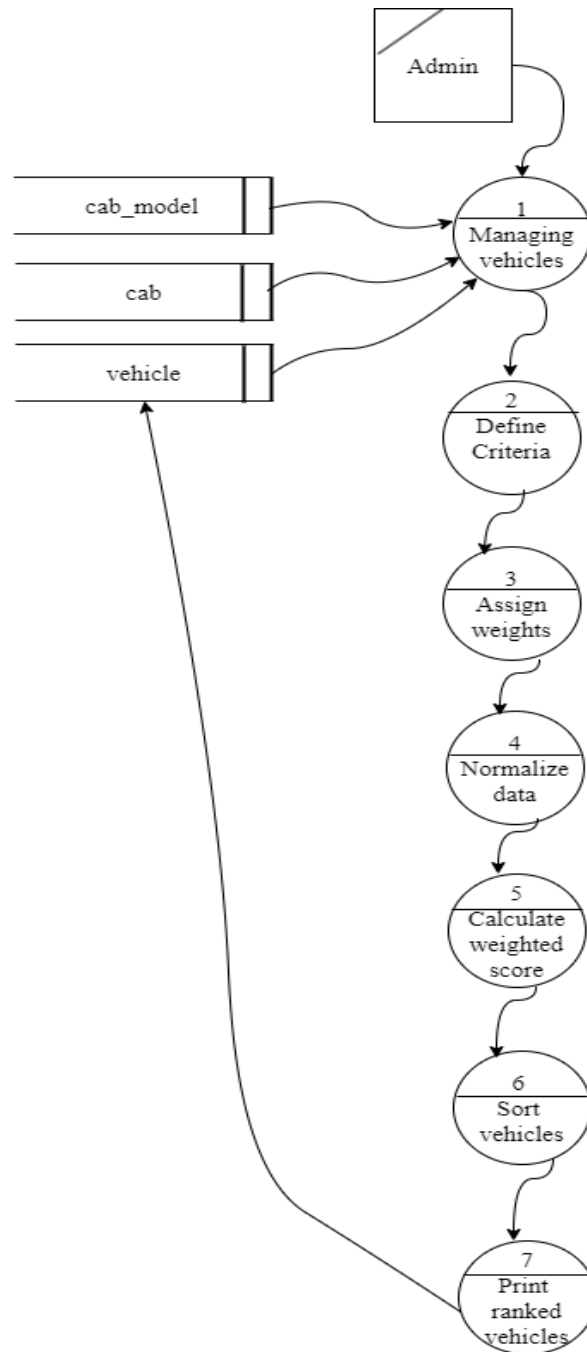 Admin
cab_model
cab
vehicle
1
Managing
vehicles
2
Define
Criteria
3
Assign
weights
4
Normalize
data
5
Calculate
weighted
score
6
Sort
vehicles
7
Print
ranked
vehicles